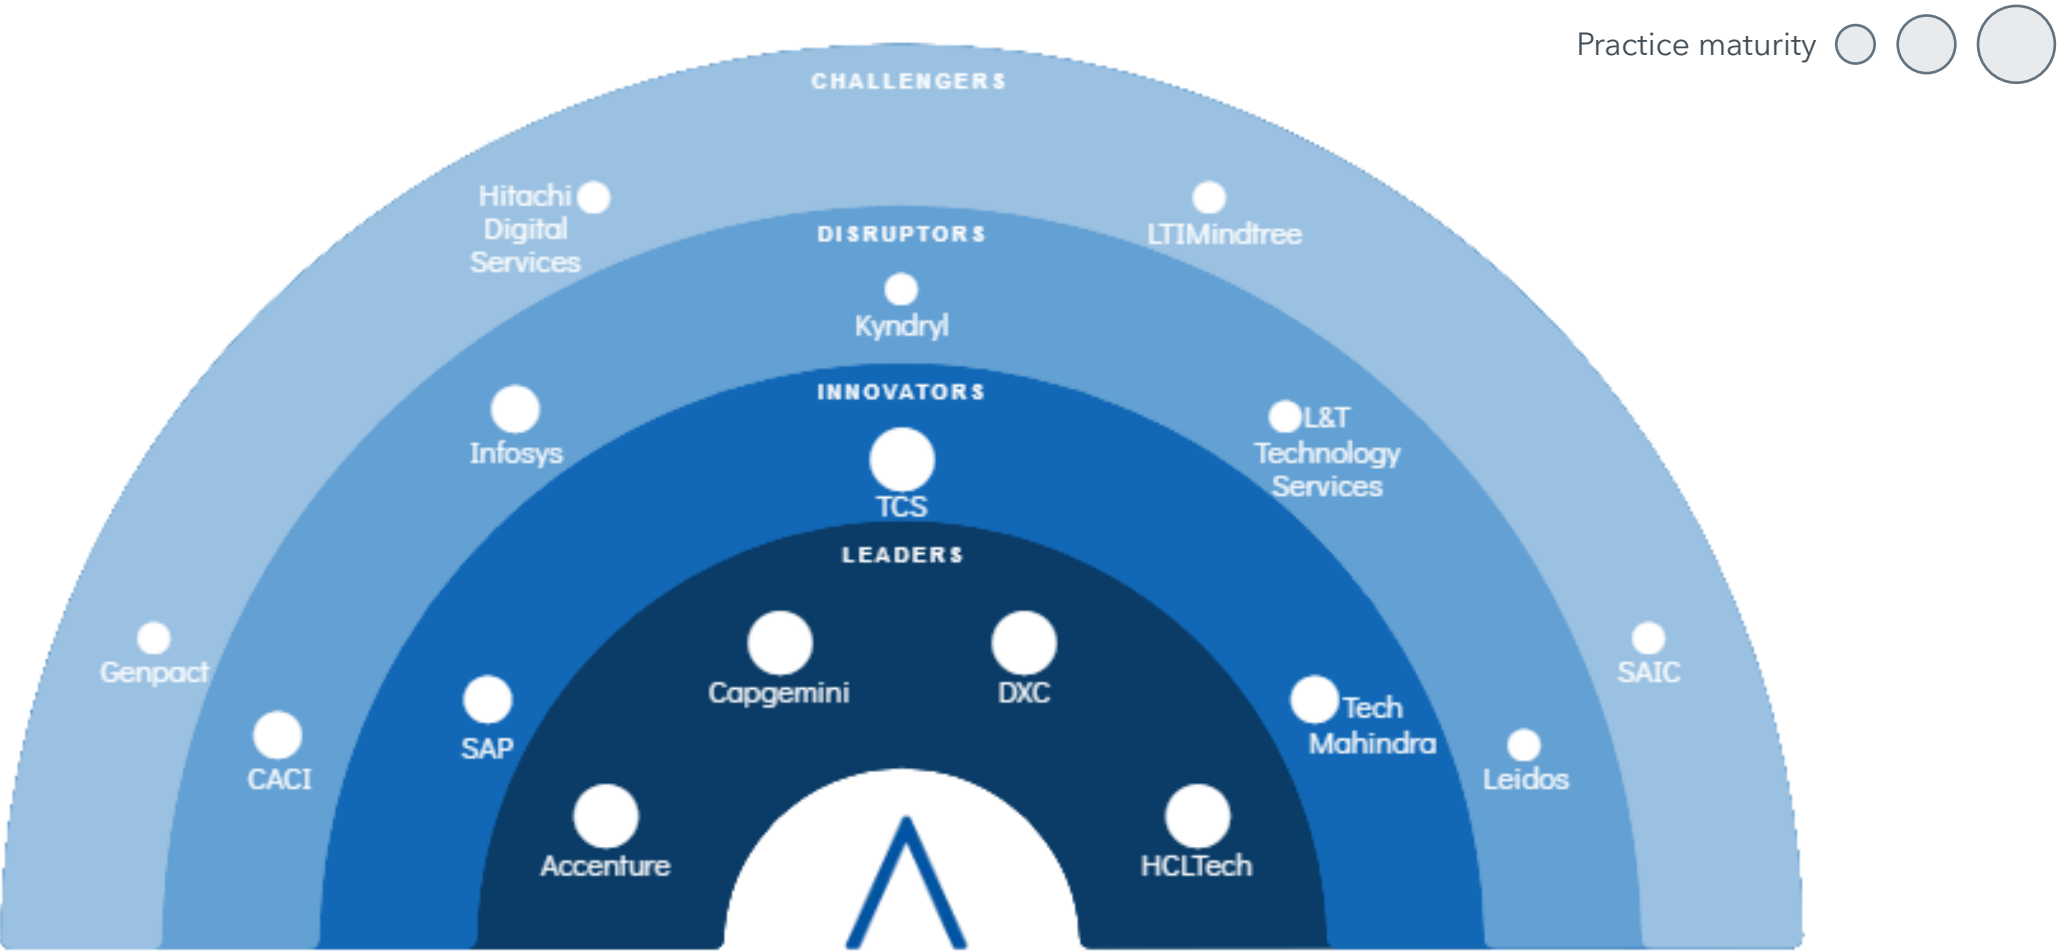 Practice maturity
CHALLENGERS
Hitachi
Digital
Services
LTIMindtree
DISRUPTORS
Kyndryl
Infosys
L&T
Technology
Services
INNOVATORS
TCS
LEADERS
Genpact
SAIC
Capgemini
DXC
CACI
SAP
Tech
Mahindra
Leidos
Accenture
HCLTech